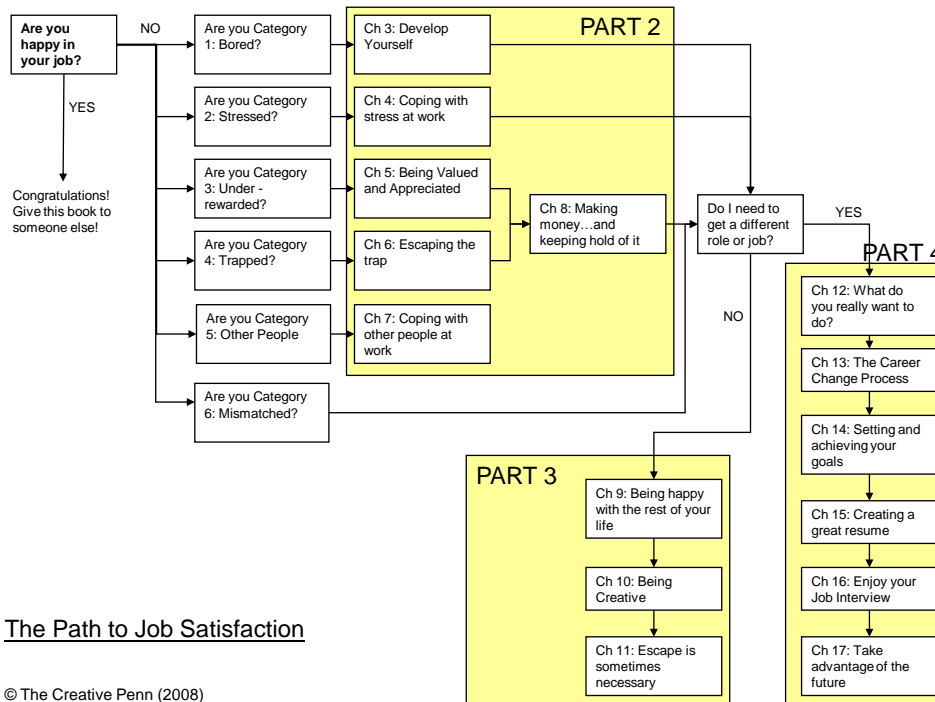 Are you
happy in
your job?
NO
YES
Congratulations!
Give this book to
someone else!
Are you Category
1: Bored?
Are you Category
2: Stressed?
Are you Category
3: Under -
rewarded?
Are you Category
4: Trapped?
Are you Category
5: Other People
Are you Category
6: Mismatched?
PART 2
Ch 3: Develop
Yourself
Ch 4: Coping with
stress at work
Ch 5: Being Valued
and Appreciated
Ch 6: Escaping the
trap
Ch 7: Coping with
other people at
work
Ch 8: Making
money…and
keeping hold of it
Do I need to
get a different
role or job?
YES
NO
PART 3
Ch 9: Being happy
with the rest of your
life
Ch 10: Being
Creative
Ch 11: Escape is
sometimes
necessary
PART 4
Ch 12: What do
you really want to
do?
Ch 13: The Career
Change Process
Ch 14: Setting and
achieving your
goals
Ch 15: Creating a
great resume
Ch 16: Enjoy your
Job Interview
Ch 17: Take
advantage of the
future
The Path to Job Satisfaction
© The Creative Penn (2008)